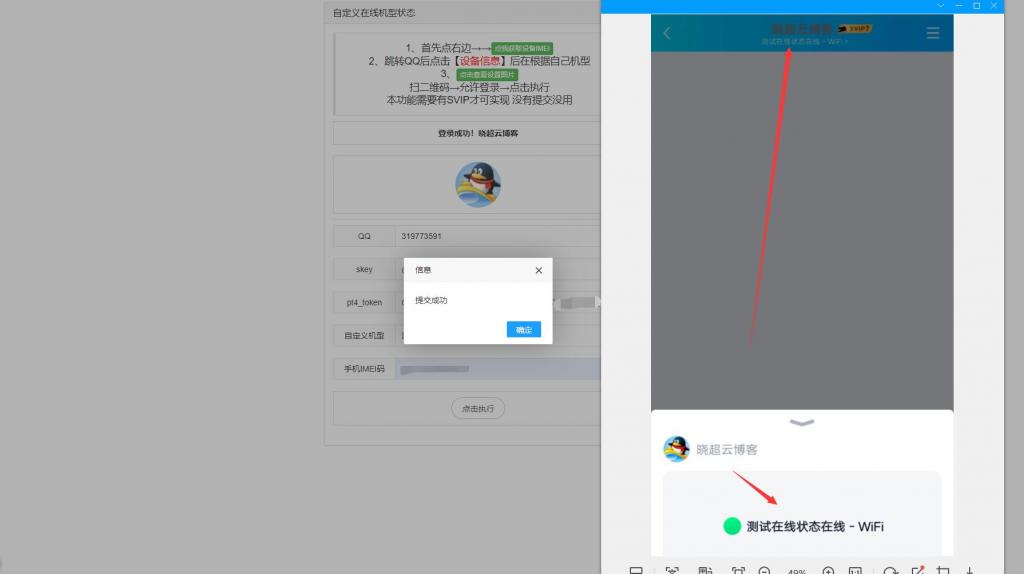 自定义在线机型状态
1、首先点右边→→点我获取设备IMEI
2、跳转QQ后点击【设备信息】后在根据自己机型
3、点击查看设置图片
扫二维码→允许登录→点击执行
本功能需要有SVIP才可实现 没有提交没用
登录成功！晓超云博客
QQ 319773591
skey
pt4_token
自定义机型
手机IMEI码
点击执行
信息
提交成功
确定
晓超云博客 SVIP7
测试在线状态在线 - WiFi >
晓超云博客
测试在线状态在线 - WiFi
49%
1:1